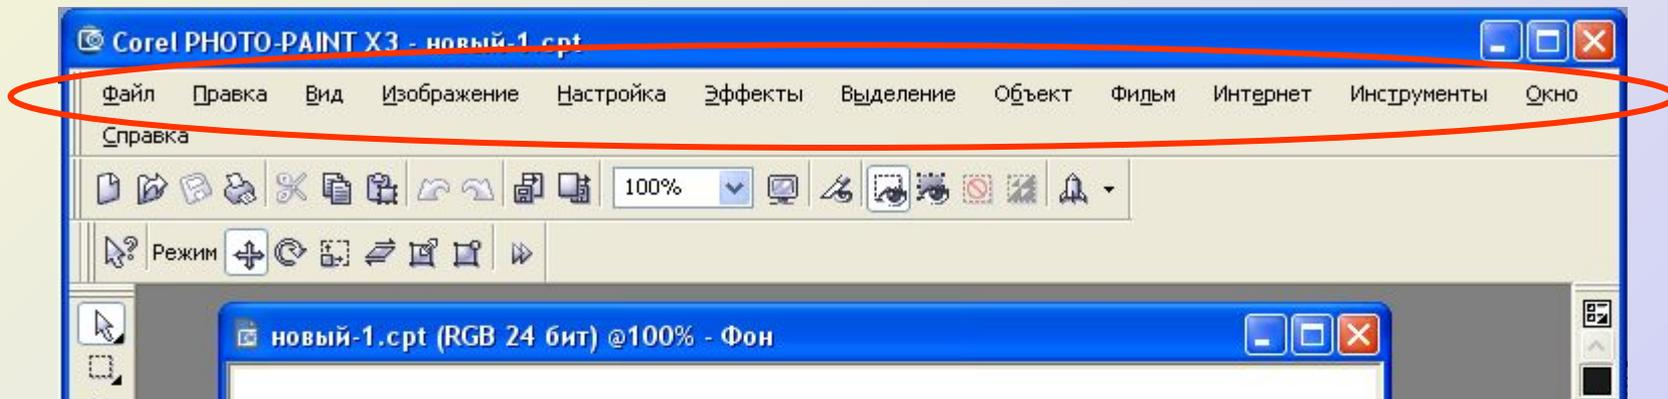 Corel PHOTO-PAINT X3 - новый-1.cpt
Файл Правка Вид Изображение Настройка Эффекты Выделение Объект Фильм Интернет Инструменты Окно
Справка
100%
Режим
новый-1.cpt (RGB 24 бит) @100% - Фон